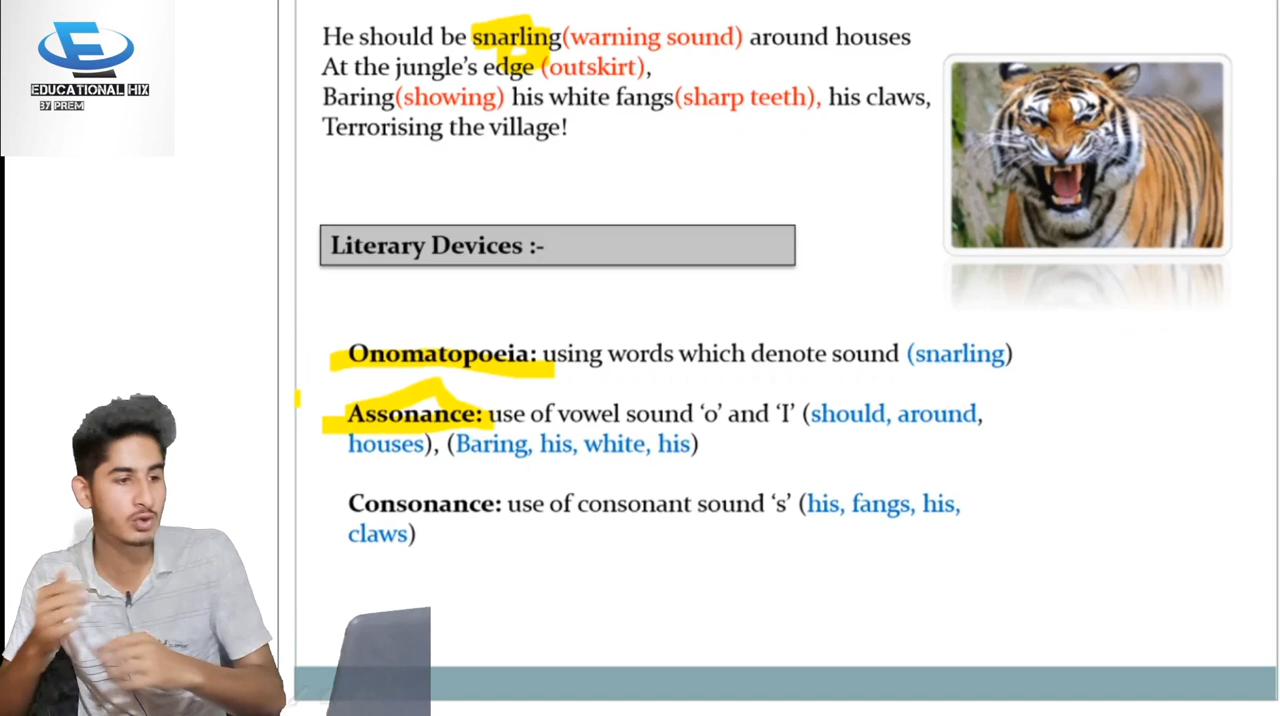 E
EDUCATIONAL HIX
BY PREM
He should be snarling(warning sound) around houses
At the jungle's edge (outskirt),
Baring(showing) his white fangs(sharp teeth), his claws,
Terrorising the village!
Literary Devices :-
Onomatopoeia: using words which denote sound (snarling)
Assonance: use of vowel sound 'o' and 'I' (should, around,
houses), (Baring, his, white, his)
Consonance: use of consonant sound 's' (his, fangs, his,
claws)